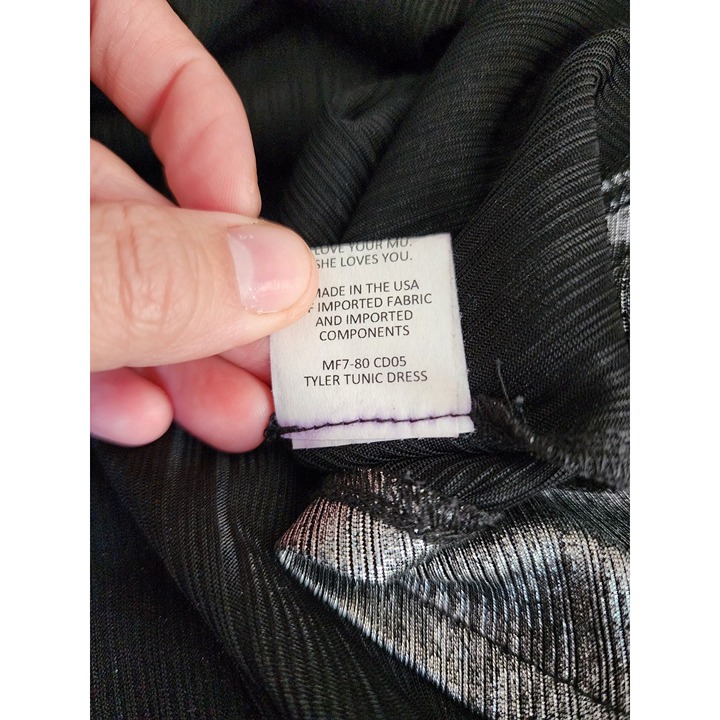 LOVE YOUR MU.
SHE LOVES YOU.
MADE IN THE USA
IMPORTED FABRIC
AND IMPORTED
COMPONENTS
MF7-80 CD05
TYLER TUNIC DRESS